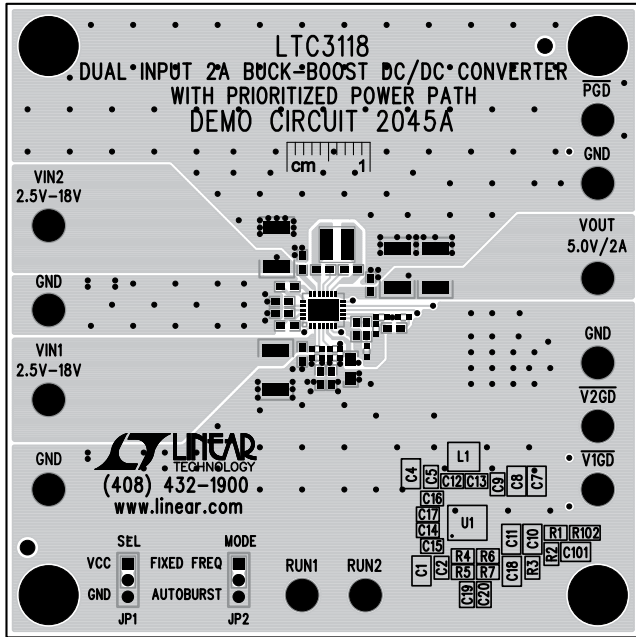 LTC3118
DUAL INPUT 2A BUCK-BOOST DC/DC CONVERTER
WITH PRIORITIZED POWER PATH
DEMO CIRCUIT 2045A
cm 1
PGD
GND
VIN2
2.5V-18V
VOUT
5.0V/2A
GND
VIN1
2.5V-18V
GND
V2GD
V1GD
GND
LINEAR
TECHNOLOGY
(408) 432-1900
www.linear.com
L1
C4
C5
C12
C13
C9
C8
C7
C16
C17
C14
C15
U1
C11
C10
R1
R102
R2
C101
C1
C2
R4
R6
R5
R7
C18
R3
C19
C20
SEL
VCC
GND
JP1
MODE
FIXED FREQ
AUTOBURST
JP2
RUN1
RUN2